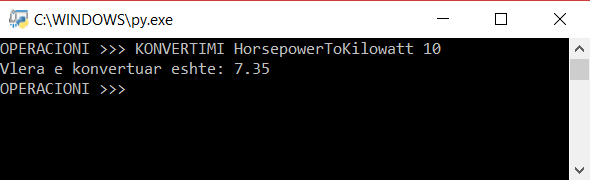 C:\WINDOWS\py.exe
OPERACIONI >>> KONVERTIMI HorsepowerToKilowatt 10
Vlera e konvertuar eshte: 7.35
OPERACIONI >>>